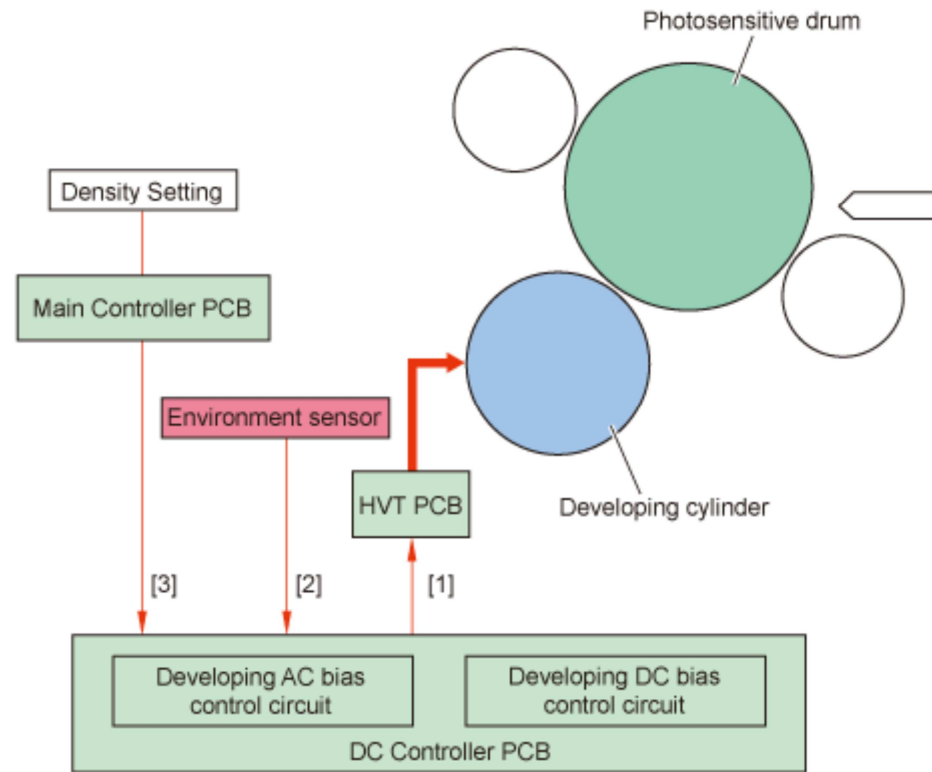 Photosensitive drum
Density Setting
Main Controller PCB
Environment sensor
HVT PCB
Developing cylinder
[3]
[2]
[1]
Developing AC bias
control circuit
Developing DC bias
control circuit
DC Controller PCB